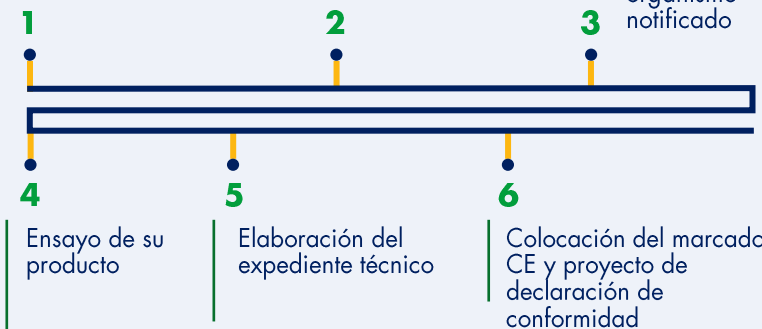 organismo
1
2
3
notificado
4
5
6
Ensayo de su
producto
Elaboración del
expediente técnico
Colocación del marcado
CE y proyecto de
declaración de
conformidad